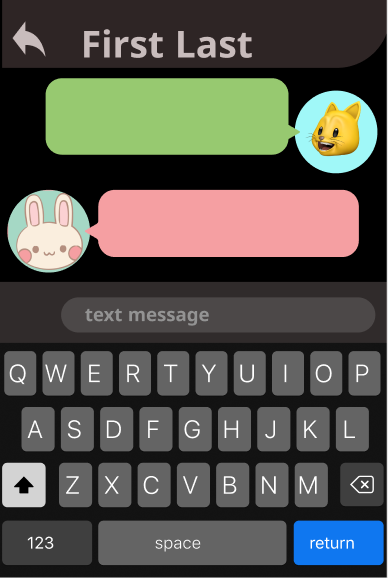 First Last
text message
Q W E R T Y U I O P
A S D F G H J K L
Z X C V B N M
123 space return